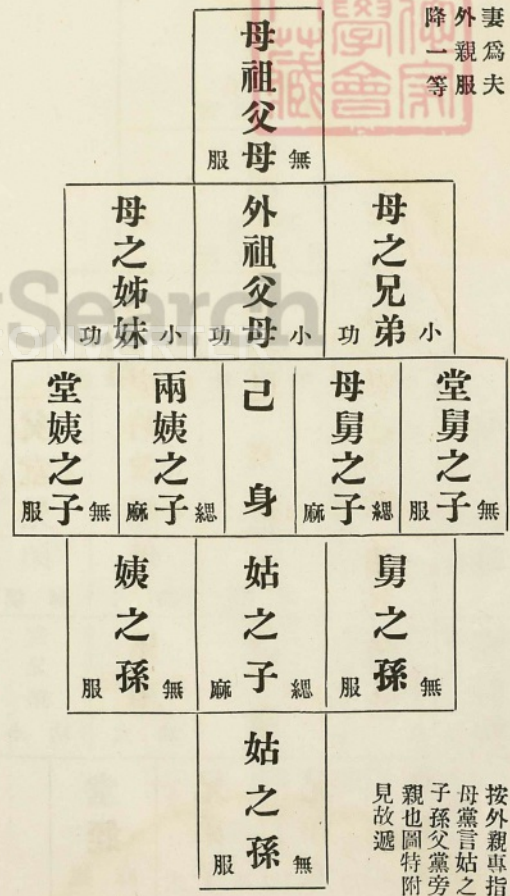 妻爲夫
外親服
降一等
母祖父母
無服
母之兄弟
小功
外祖父母
小功
母之姊妹
小功
堂舅之子
無服
母舅之子
緦麻
己身
兩姨之子
緦麻
堂姨之子
無服
舅之孫
無服
姑之子
緦麻
姨之孫
無服
姑之孫
無服
按外親專指
母黨言姑之
子孫父黨旁
親也圖特附
見故遞